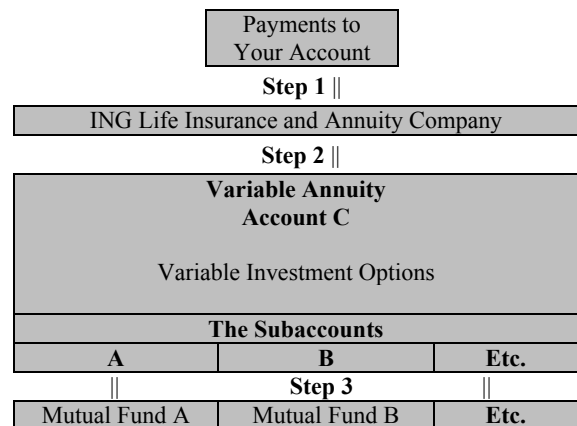 Payments to
Your Account
Step 1 ||
ING Life Insurance and Annuity Company
Step 2 ||
Variable Annuity
Account C
Variable Investment Options
The Subaccounts
A B Etc.
|| Step 3 ||
Mutual Fund A Mutual Fund B Etc.